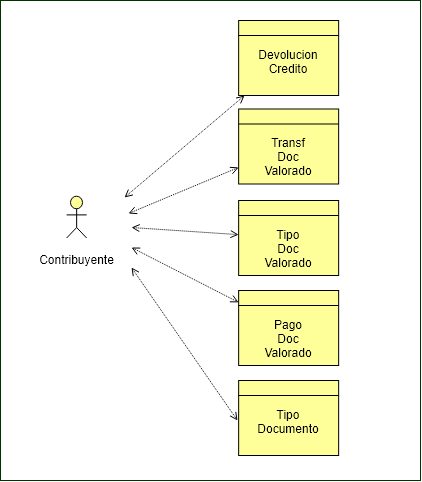 Devolucion
Credito
Transf
Doc
Valorado
Contribuyente
Tipo
Doc
Valorado
Pago
Doc
Valorado
Tipo
Documento